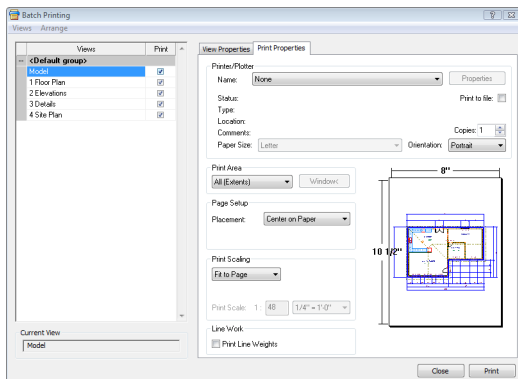 Batch Printing
Views Arrange
Views Print
<Default group>
Model
1 Floor Plan
2 Elevations
3 Details
4 Site Plan
Current View
Model
View Properties Print Properties
Printer/Plotter
Name: None Properties
Status: Print to file:
Type:
Location:
Comments: Copies: 1
Paper Size: Letter Orientation: Portrait
Print Area
All (Extents) Window<
Page Setup
Placement: Center on Paper
Print Scaling
Fit to Page
Print Scale: 1 : 48 1/4" = 1'-0"
Line Work
Print Line Weights
8"
10 1/2"
Close Print